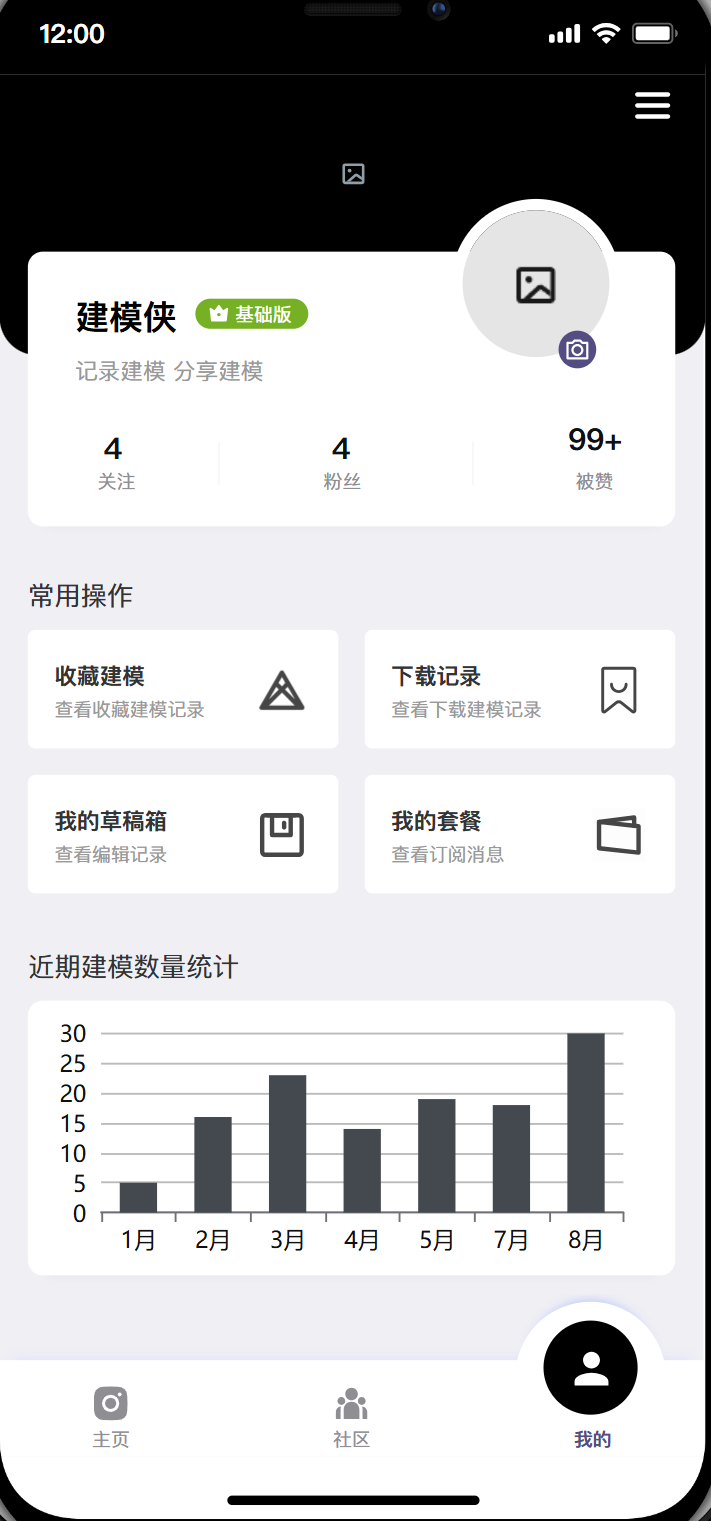 12:00
建模侠 基础版
记录建模 分享建模
4 4 99+
关注 粉丝 被赞
常用操作
收藏建模 下载记录
查看收藏建模记录 查看下载建模记录
我的草稿箱 我的套餐
查看编辑记录 查看订阅消息
近期建模数量统计
30
25
20
15
10
5
0
1月 2月 3月 4月 5月 7月 8月
主页 社区 我的